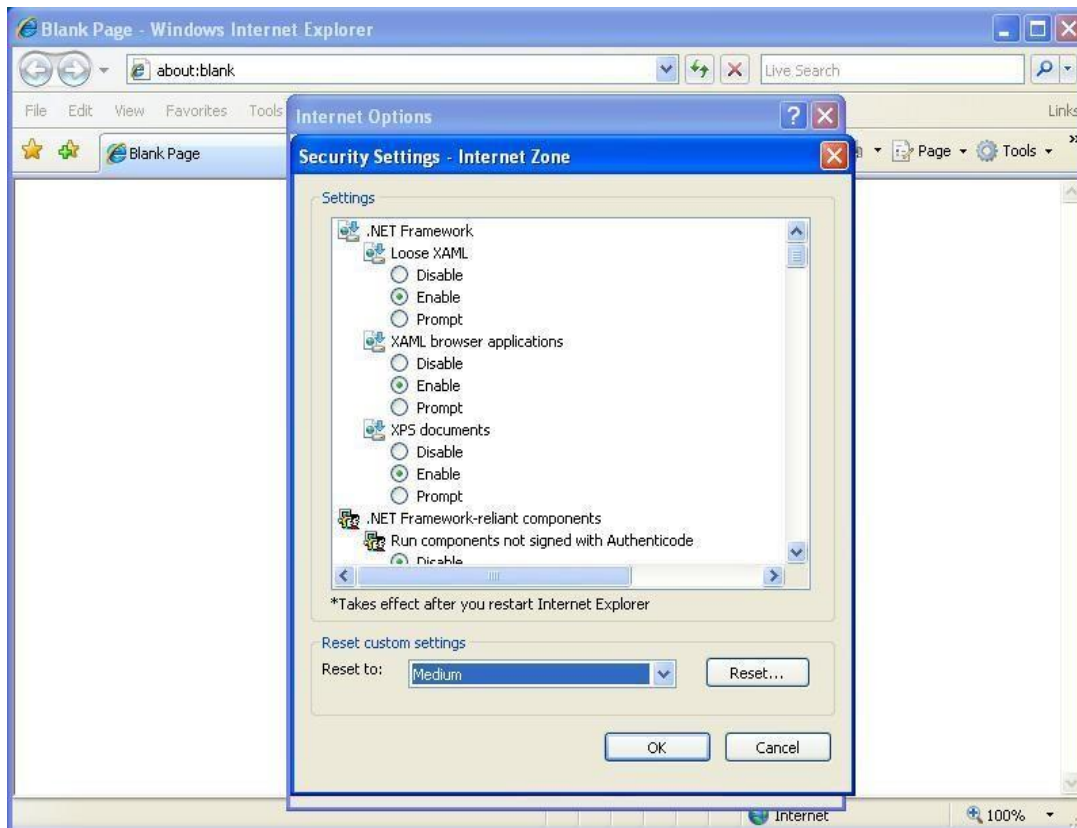 Blank Page - Windows Internet Explorer
about:blank
Live Search
File Edit View Favorites Tools
Links
Internet Options
Blank Page
Page Tools
Security Settings - Internet Zone
Settings
.NET Framework
Loose XAML
Disable
Enable
Prompt
XAML browser applications
Disable
Enable
Prompt
XPS documents
Disable
Enable
Prompt
.NET Framework-reliant components
Run components not signed with Authenticode
Disable
*Takes effect after you restart Internet Explorer
Reset custom settings
Reset to: Medium Reset...
OK Cancel
Internet 100%